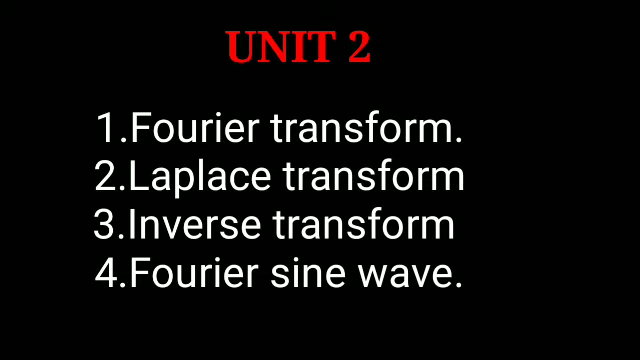 UNIT 2
1.Fourier transform.
2.Laplace transform
3.Inverse transform
4.Fourier sine wave.